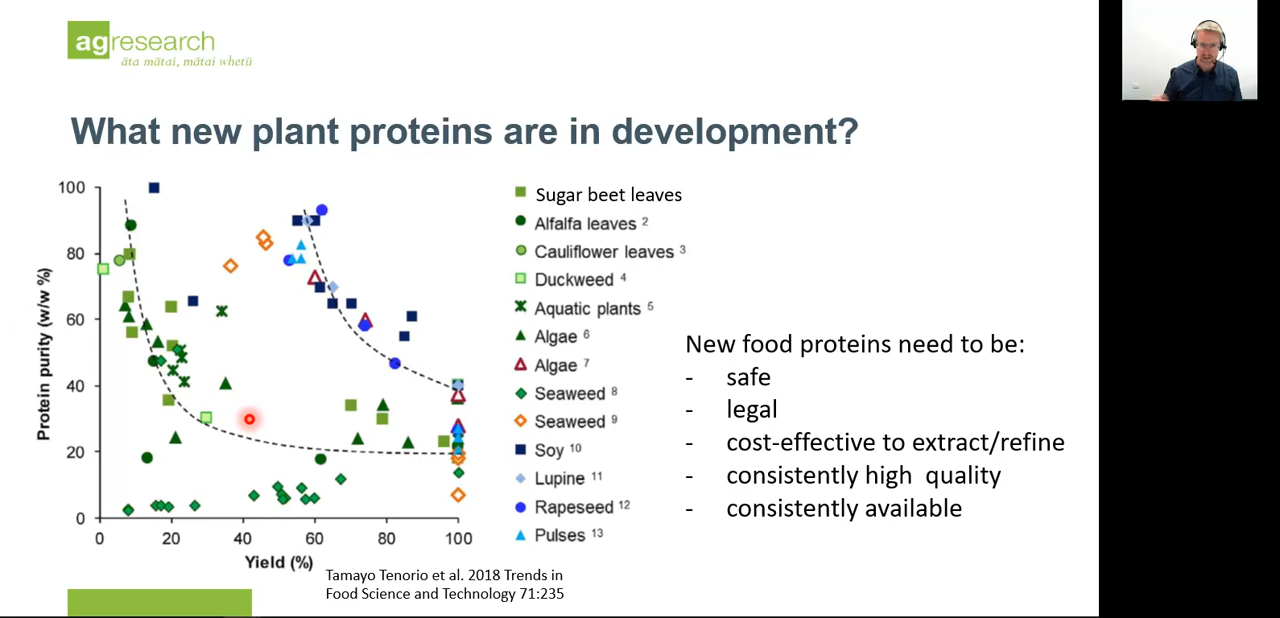 agresearch
āta mātai, mātai whetū
What new plant proteins are in development?
100
80
60
40
20
0
Protein purity (w/w %)
0 20 40 60 80 100
Yield (%)
Sugar beet leaves
Alfalfa leaves 2
Cauliflower leaves 3
Duckweed 4
Aquatic plants 5
Algae 6
Algae 7
Seaweed 8
Seaweed 9
Soy 10
Lupine 11
Rapeseed 12
Pulses 13
Tamayo Tenorio et al. 2018 Trends in
Food Science and Technology 71:235
New food proteins need to be:
- safe
- legal
- cost-effective to extract/refine
- consistently high quality
- consistently available